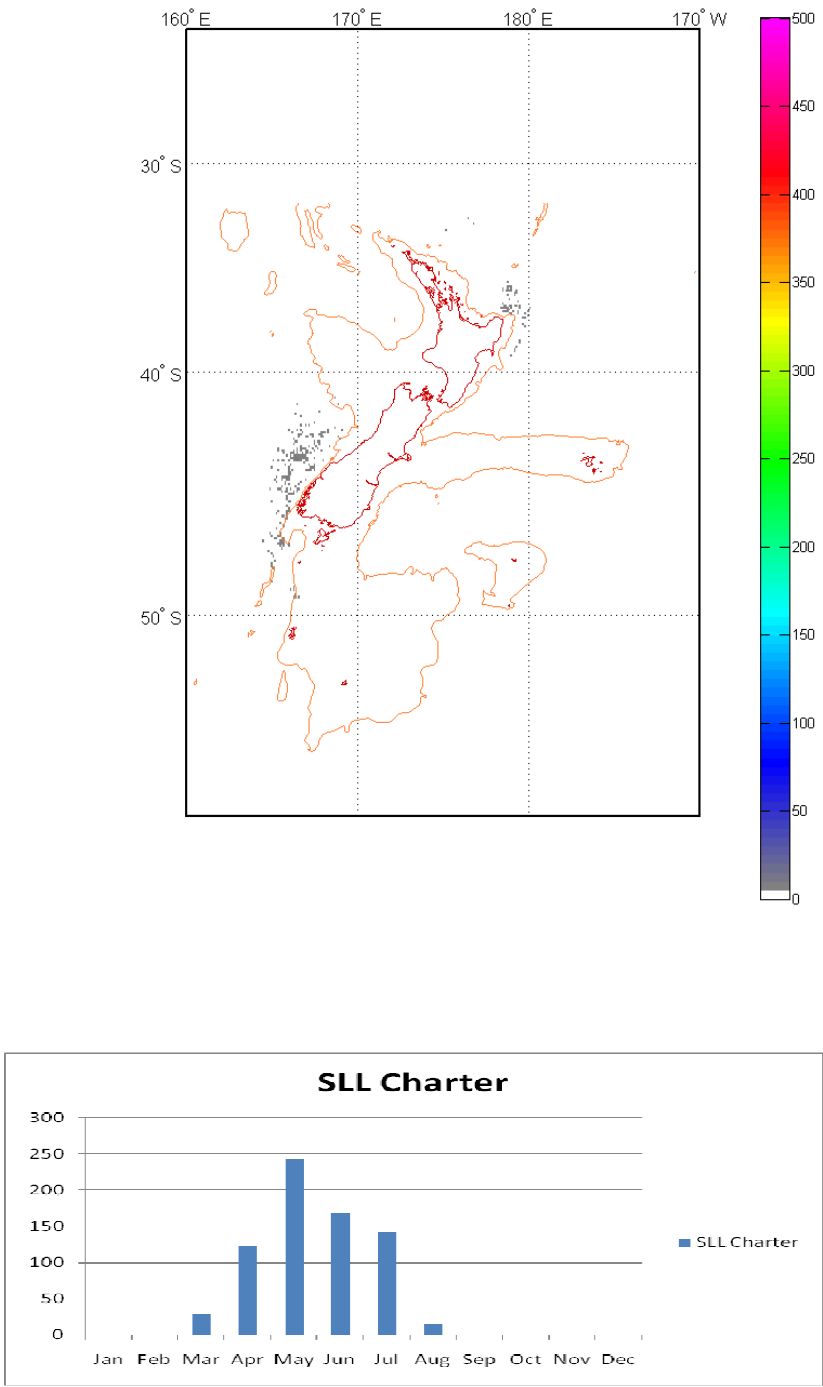 160° E 170° E 180° E 170° W
30° S
40° S
50° S
500
450
400
350
300
250
200
150
100
50
0
SLL Charter
300
250
200
150
100
50
0
Jan Feb Mar Apr May Jun Jul Aug Sep Oct Nov Dec
SLL Charter